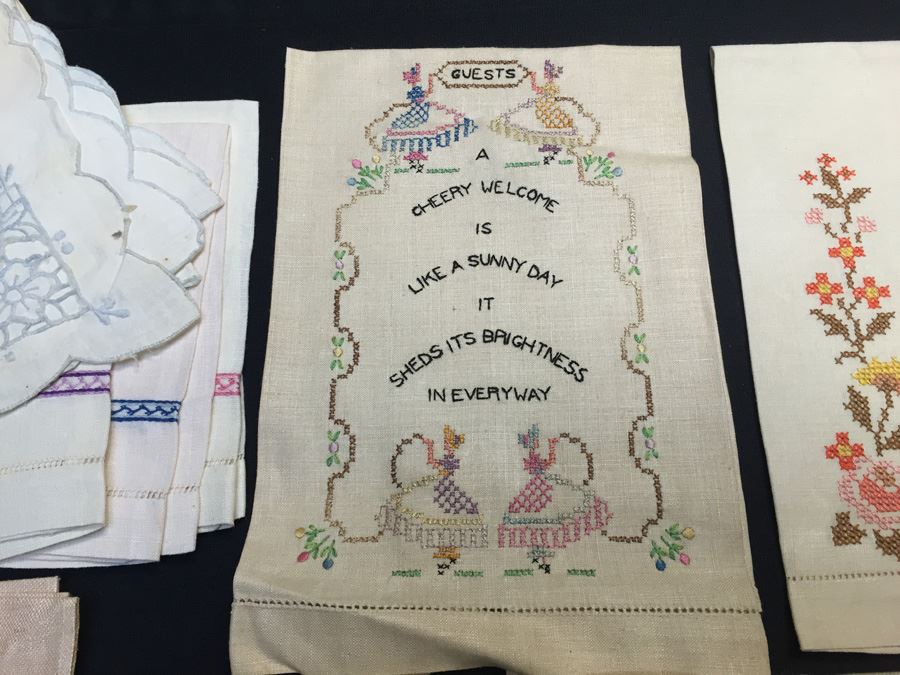 GUESTS
A
CHEERY WELCOME
IS
LIKE A SUNNY DAY
IT
SHEDS ITS BRIGHTNESS
IN EVERYWAY